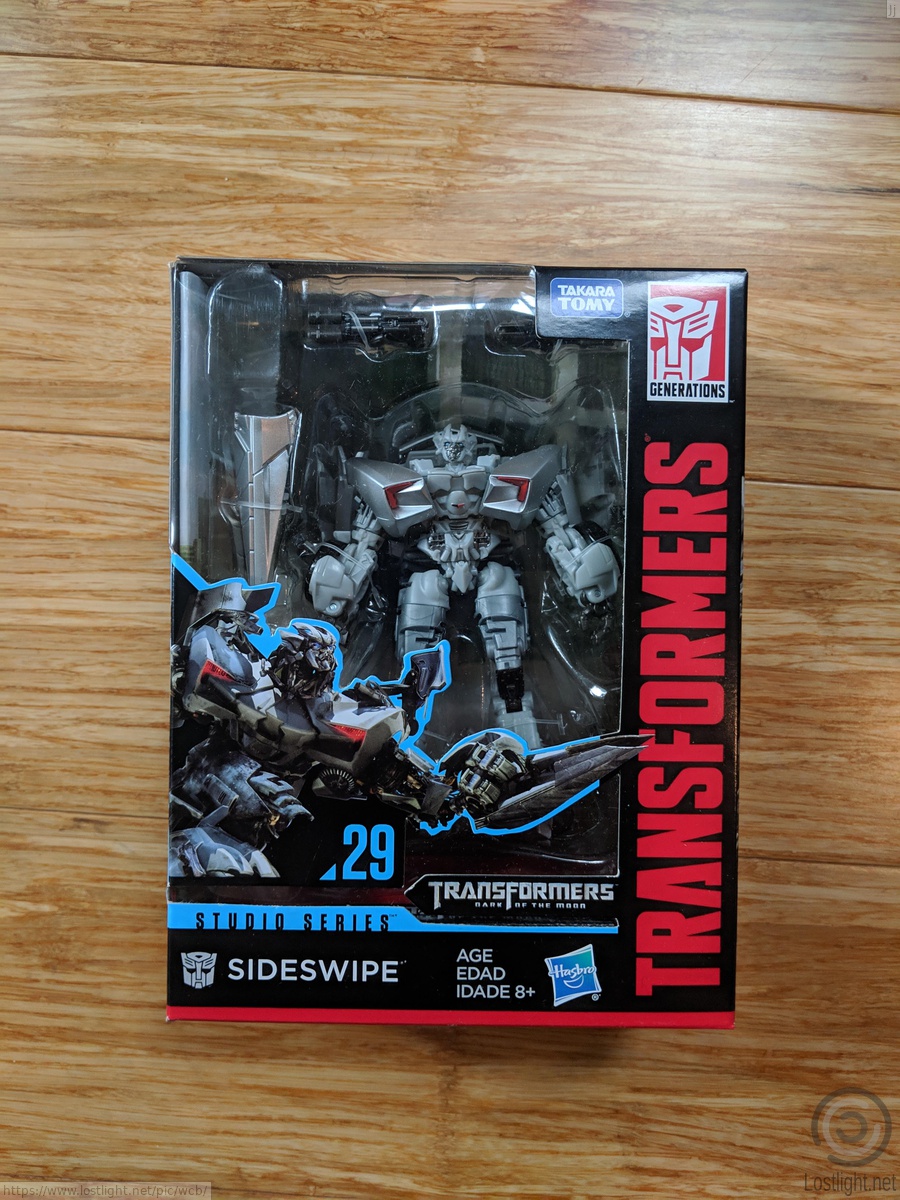 TAKARA
TOMY
GENERATIONS
TRANSFORMERS
29
TRANSFORMERS
DARK OF THE MOON
STUDIO SERIES
SIDESWIPE
AGE
EDAD
IDADE 8+
Hasbro
Lostlight.net
https://www.lostlight.net/pic/wcb/